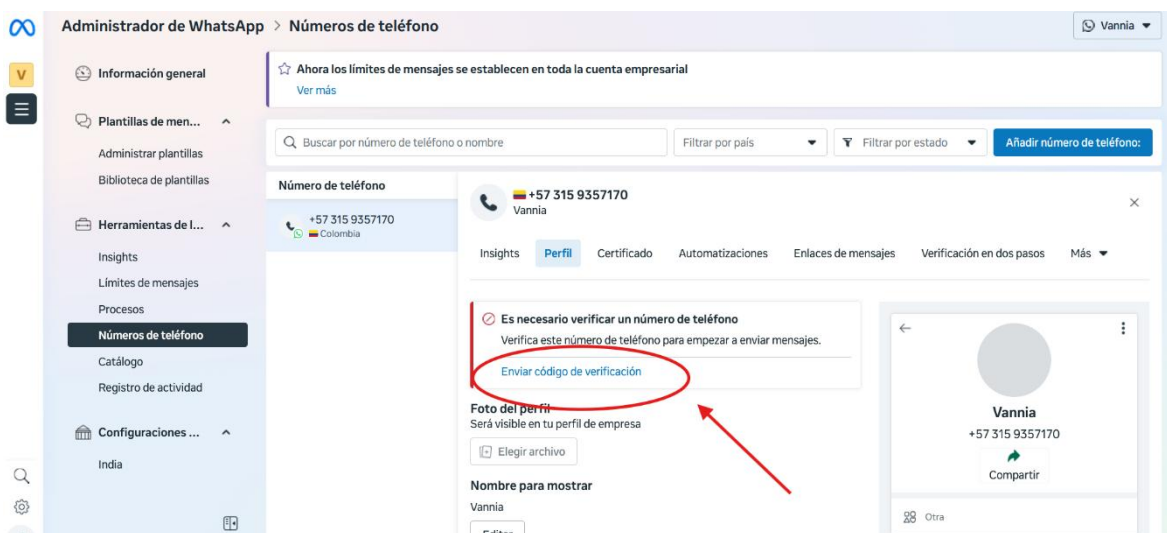 Administrador de WhatsApp > Números de teléfono
Vannia
V
Información general
Plantillas de men...
Administrar plantillas
Biblioteca de plantillas
Herramientas de l...
Insights
Límites de mensajes
Procesos
Números de teléfono
Catálogo
Registro de actividad
Configuraciones ...
India
Ahora los límites de mensajes se establecen en toda la cuenta empresarial
Ver más
Buscar por número de teléfono o nombre
Filtrar por país
Filtrar por estado
Añadir número de teléfono:
Número de teléfono
+57 315 9357170
Colombia
+57 315 9357170
Vannia
Insights Perfil Certificado Automatizaciones Enlaces de mensajes Verificación en dos pasos Más
Es necesario verificar un número de teléfono
Verifica este número de teléfono para empezar a enviar mensajes.
Enviar código de verificación
Foto del perfil
Será visible en tu perfil de empresa
Elegir archivo
Nombre para mostrar
Vannia
Editar
Vannia
+57 315 9357170
Compartir
Otra